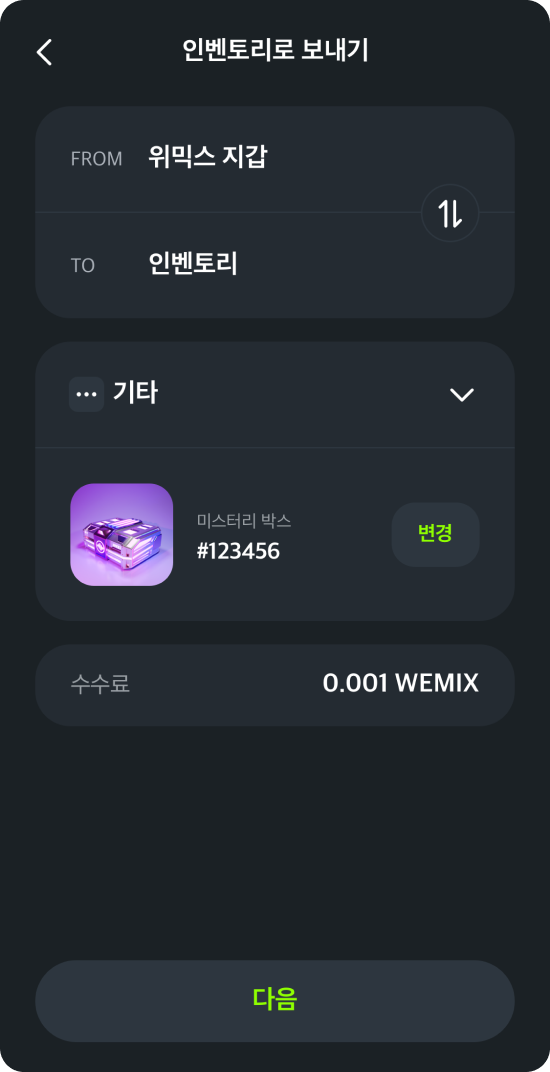 인벤토리로 보내기
FROM 위믹스 지갑
TO 인벤토리
기타
미스터리 박스
#123456
변경
수수료 0.001 WEMIX
다음